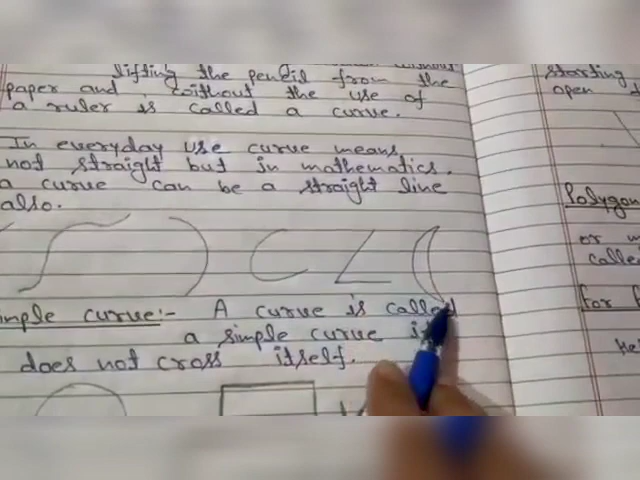 lifting the pencil from the
paper and without the use of
a ruler is called a curve.
In everyday use curve means
not straight but in mathematics.
a curve can be a straight line
also.
imple curve:- A curve is called
a simple curve i
does not cross itself.
starting
open
Polygon
or
calle
for
He